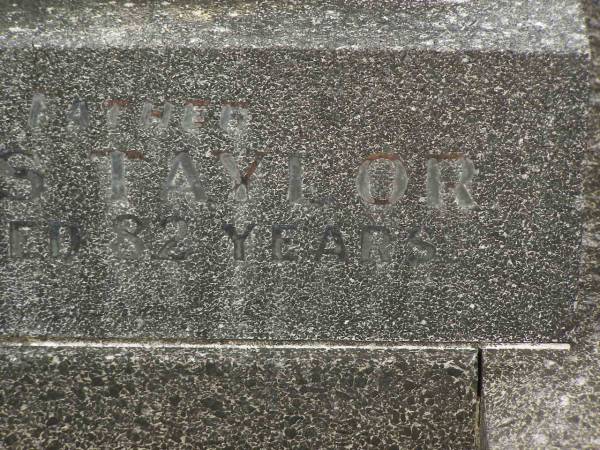 FATHER
S TAYLOR
ED 82 YEARS